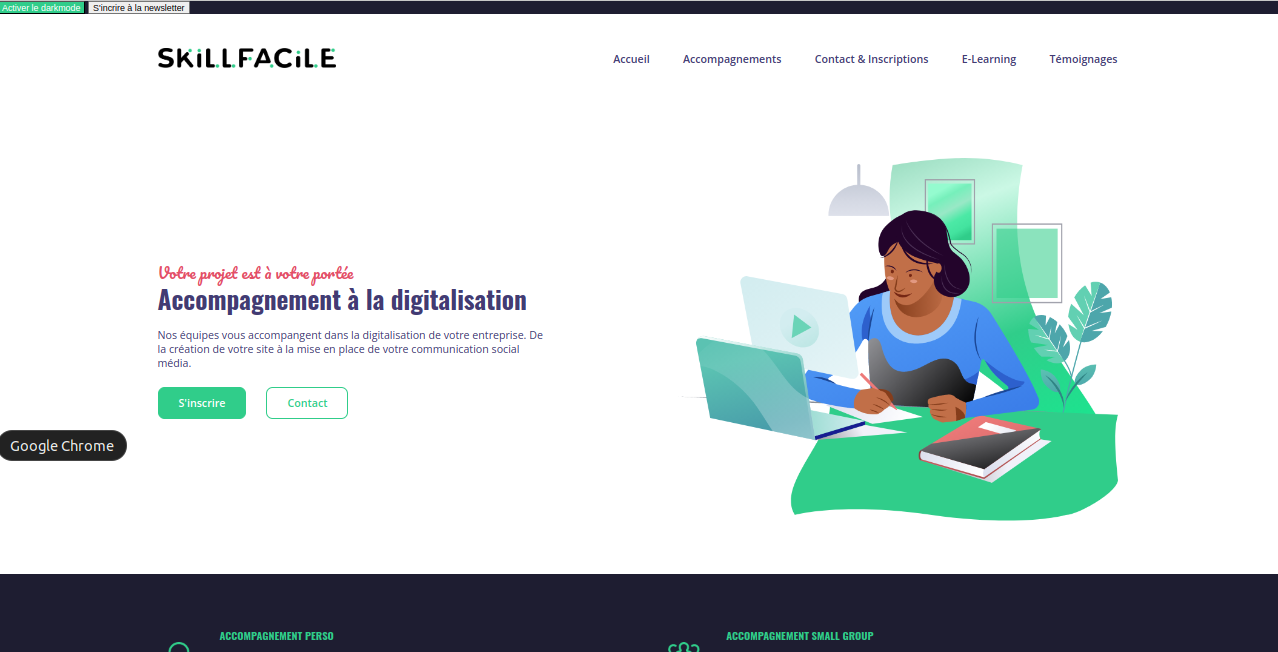 Activer le darkmode
S'incrire à la newsletter
SKiLLFACiLE
Accueil
Accompagnements
Contact & Inscriptions
E-Learning
Témoignages
Votre projet est à votre portée
Accompagnement à la digitalisation
Nos équipes vous accompangent dans la digitalisation de votre entreprise. De
la création de votre site à la mise en place de votre communication social
média.
S'inscrire
Contact
Google Chrome
ACCOMPAGNEMENT PERSO
ACCOMPAGNEMENT SMALL GROUP